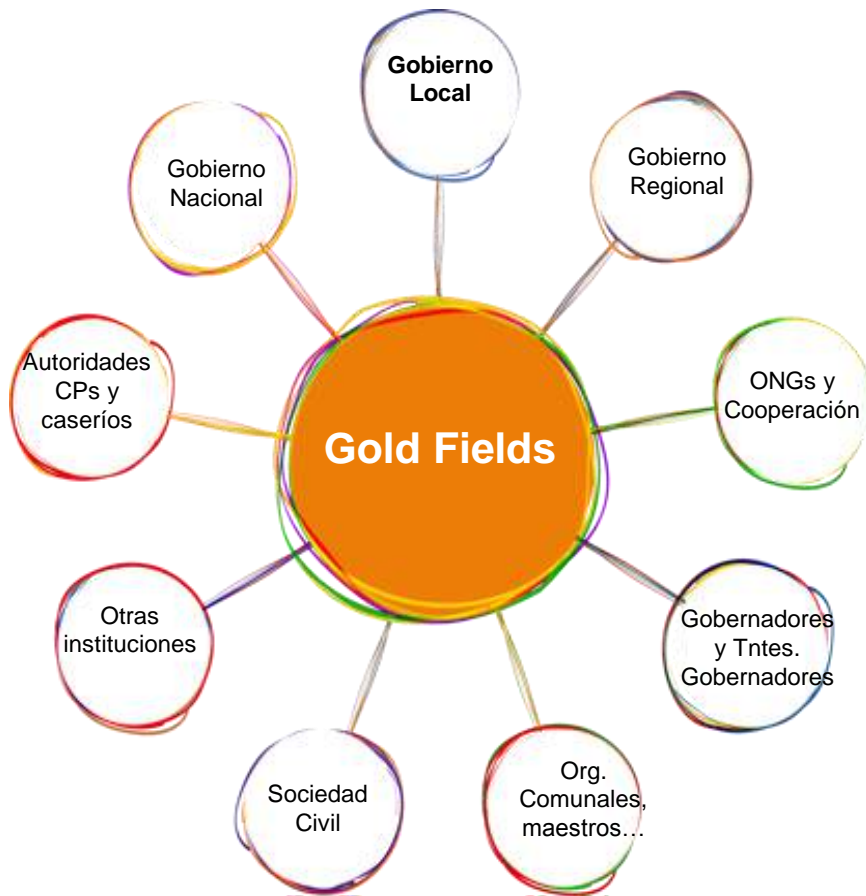 Gobierno
Local
Gobierno
Regional
ONGs y
Cooperación
Gobernadores
y Tntes.
Gobernadores
Org.
Comunales,
maestros…
Sociedad
Civil
Otras
instituciones
Autoridades
CPs y
caseríos
Gobierno
Nacional
Gold Fields